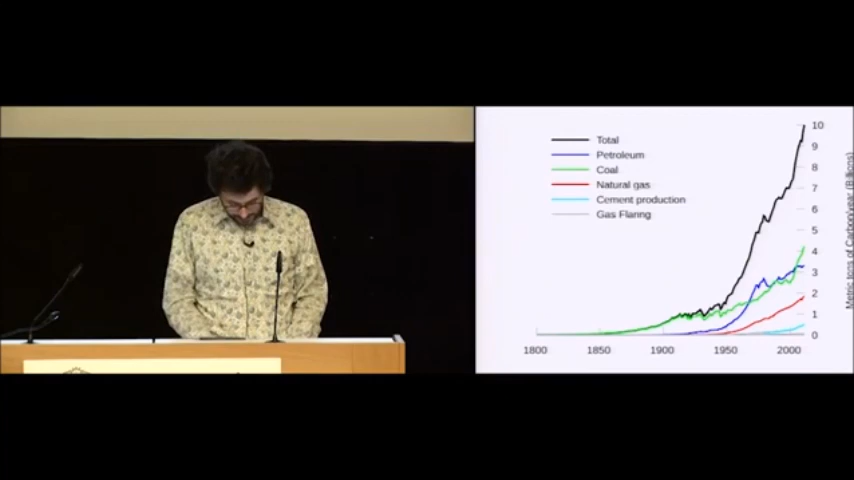 Total
Petroleum
Coal
Natural gas
Cement production
Gas Flaring
10
9
8
7
6
5
4
3
2
1
0
Metric tons of Carbon/year (Billions)
1800 1850 1900 1950 2000